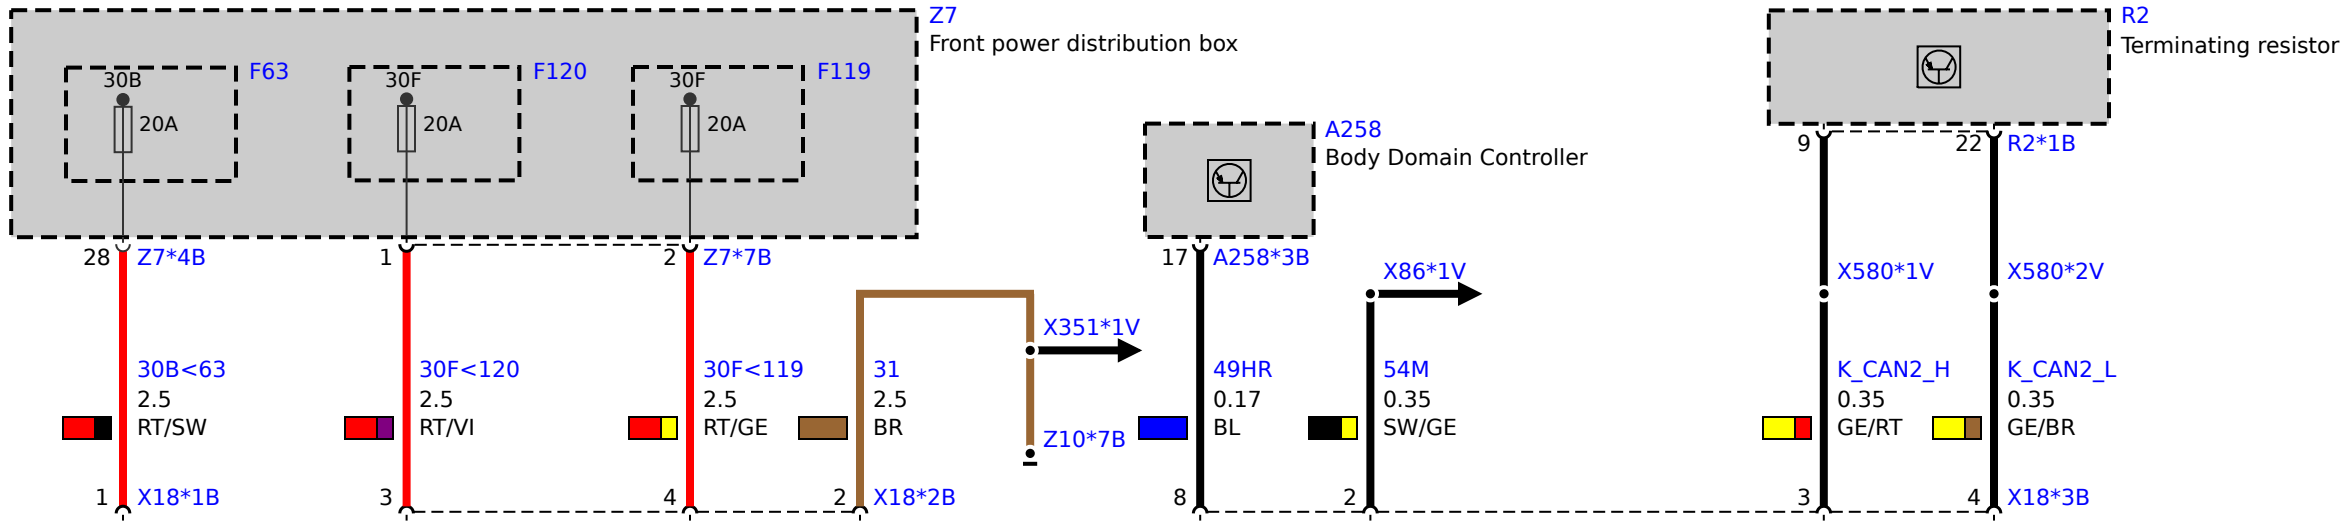 Z7
Front power distribution box
R2
Terminating resistor
30B
F63
30F
F120
30F
F119
20A
20A
20A
A258
Body Domain Controller
9
22
R2*1B
28
Z7*4B
1
2
Z7*7B
17
A258*3B
X86*1V
X580*1V
X580*2V
X351*1V
30B<63
2.5
RT/SW
30F<120
2.5
RT/VI
30F<119
2.5
RT/GE
31
2.5
BR
Z10*7B
49HR
0.17
BL
54M
0.35
SW/GE
K_CAN2_H
0.35
GE/RT
K_CAN2_L
0.35
GE/BR
1
X18*1B
3
4
2
X18*2B
8
2
3
4
X18*3B